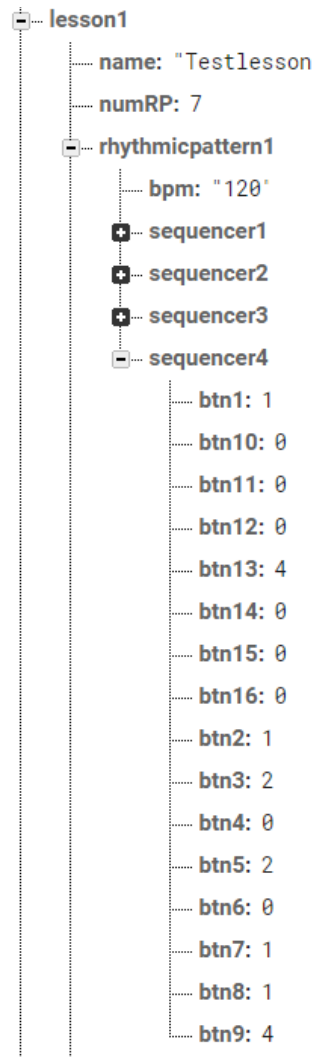 lesson1
name: "Testlesson
numRP: 7
rhythmicpattern1
bpm: "120"
sequencer1
sequencer2
sequencer3
sequencer4
btn1: 1
btn10: 0
btn11: 0
btn12: 0
btn13: 4
btn14: 0
btn15: 0
btn16: 0
btn2: 1
btn3: 2
btn4: 0
btn5: 2
btn6: 0
btn7: 1
btn8: 1
btn9: 4